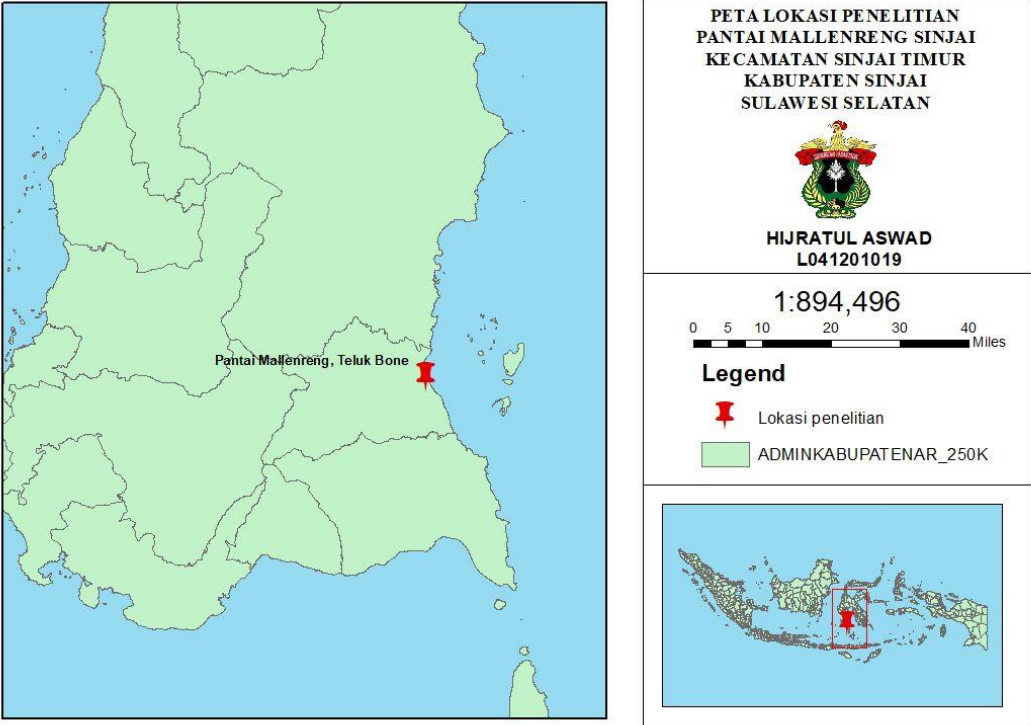 Pantai Mallenreng, Teluk Bone
PETA LOKASI PENELITIAN
PANTAI MALLENRENG SINJAI
KECAMATAN SINJAI TIMUR
KABUPATEN SINJAI
SULAWESI SELATAN
HIJRATUL ASWAD
L041201019
1:894,496
0 5 10 20 30 40
Miles
Legend
Lokasi penelitian
ADMINKABUPATENAR_250K